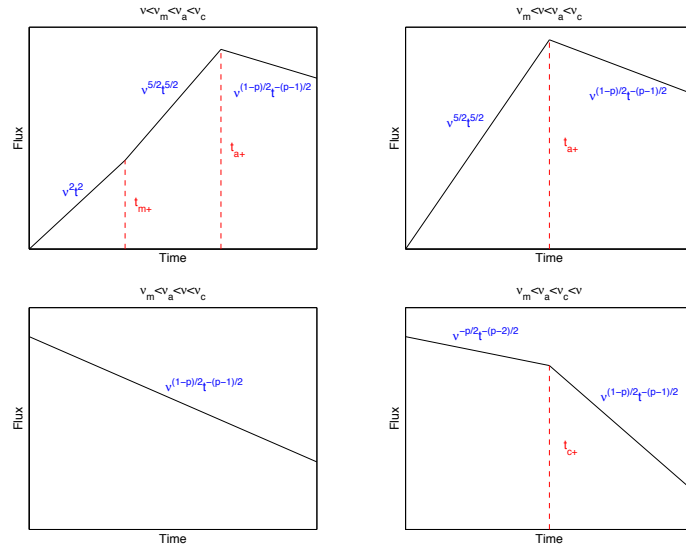 ν<ν_m<ν_a<ν_c
Flux
ν^2t^2
ν^{5/2}t^{5/2}
ν^{(1−p)/2}t^{−(p−1)/2}
t_{m+}
t_{a+}
Time
ν_m<ν<ν_a<ν_c
Flux
ν^{5/2}t^{5/2}
ν^{(1−p)/2}t^{−(p−1)/2}
t_{a+}
Time
ν_m<ν_a<ν<ν_c
Flux
ν^{(1−p)/2}t^{−(p−1)/2}
Time
ν_m<ν_a<ν_c<ν
Flux
ν^{−p/2}t^{−(p−2)/2}
ν^{(1−p)/2}t^{−(p−1)/2}
t_{c+}
Time